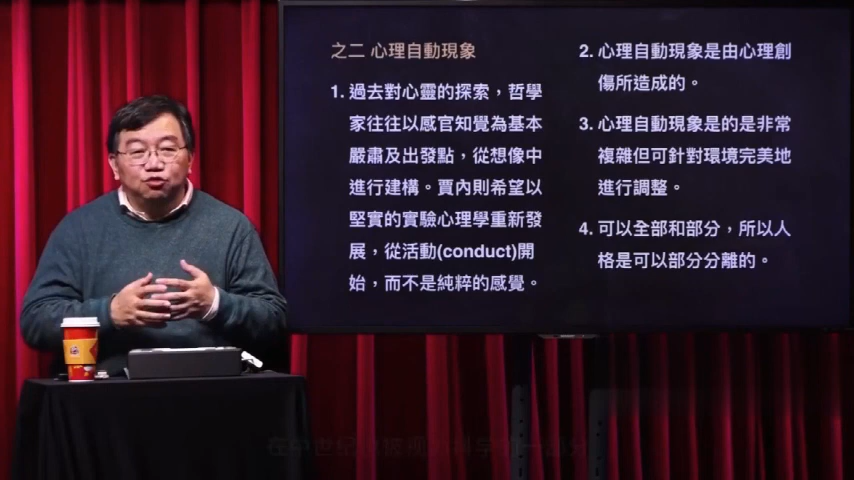 之二 心理自動現象
1. 過去對心靈的探索，哲學
家往往以感官知覺為基本
嚴肅及出發點，從想像中
進行建構。賈內則希望以
堅實的實驗心理學重新發
展，從活動(conduct)開
始，而不是純粹的感覺。
2. 心理自動現象是由心理創
傷所造成的。
3. 心理自動現象是的是非常
複雜但可針對環境完美地
進行調整。
4. 可以全部和部分，所以人
格是可以部分分離的。
在中世纪